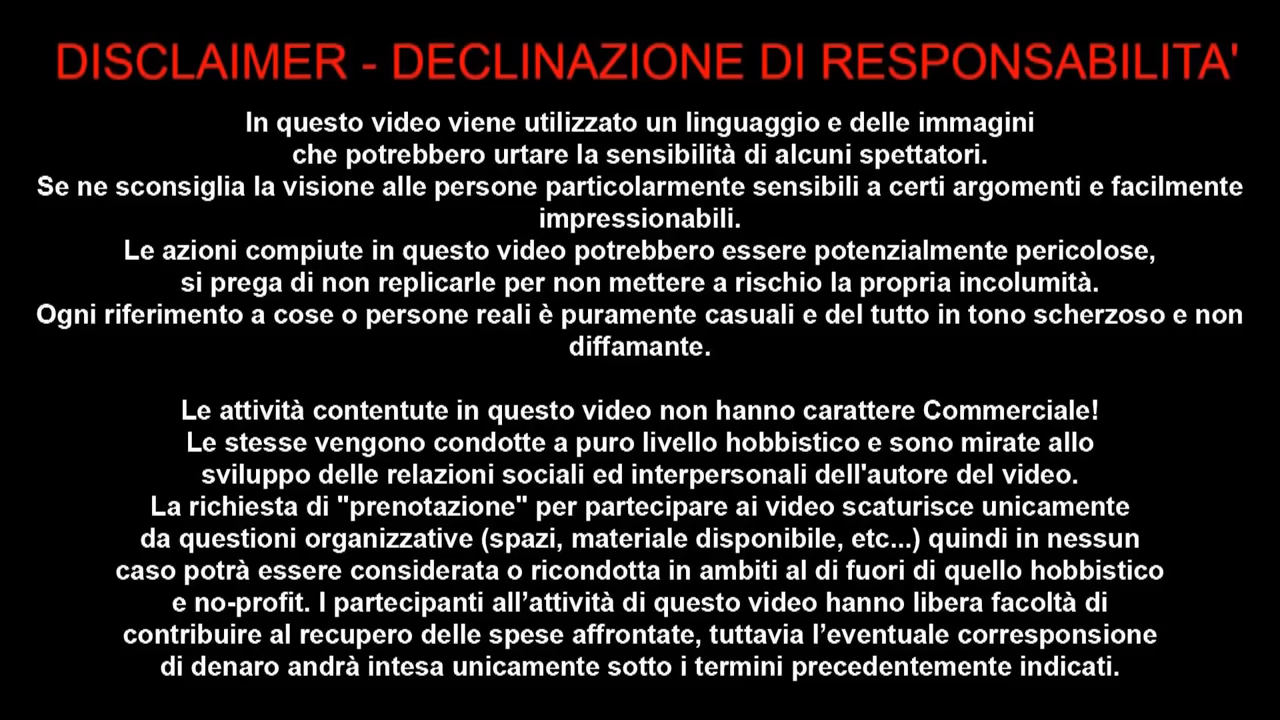 DISCLAIMER - DECLINAZIONE DI RESPONSABILITA'
In questo video viene utilizzato un linguaggio e delle immagini
che potrebbero urtare la sensibilità di alcuni spettatori.
Se ne sconsiglia la visione alle persone particolarmente sensibili a certi argomenti e facilmente
impressionabili.
Le azioni compiute in questo video potrebbero essere potenzialmente pericolose,
si prega di non replicarle per non mettere a rischio la propria incolumità.
Ogni riferimento a cose o persone reali è puramente casuali e del tutto in tono scherzoso e non
diffamante.
Le attività contentute in questo video non hanno carattere Commerciale!
Le stesse vengono condotte a puro livello hobbistico e sono mirate allo
sviluppo delle relazioni sociali ed interpersonali dell'autore del video.
La richiesta di "prenotazione" per partecipare ai video scaturisce unicamente
da questioni organizzative (spazi, materiale disponibile, etc...) quindi in nessun
caso potrà essere considerata o ricondotta in ambiti al di fuori di quello hobbistico
e no-profit. I partecipanti all’attività di questo video hanno libera facoltà di
contribuire al recupero delle spese affrontate, tuttavia l’eventuale corresponsione
di denaro andrà intesa unicamente sotto i termini precedentemente indicati.